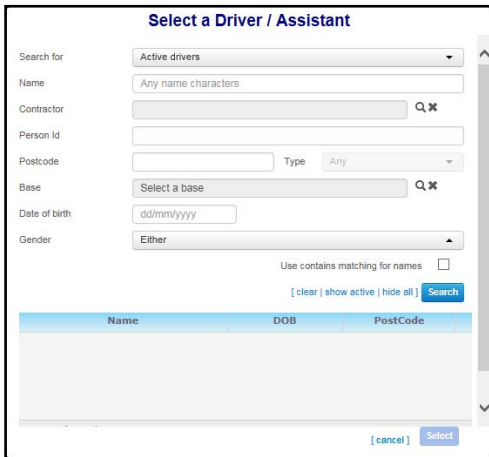 Select a Driver / Assistant
Search for Active drivers
Name Any name characters
Contractor
Person Id
Postcode Type Any
Base Select a base
Date of birth dd/mm/yyyy
Gender Either
Use contains matching for names
[ clear | show active | hide all ] Search
Name DOB PostCode
[ cancel ] Select